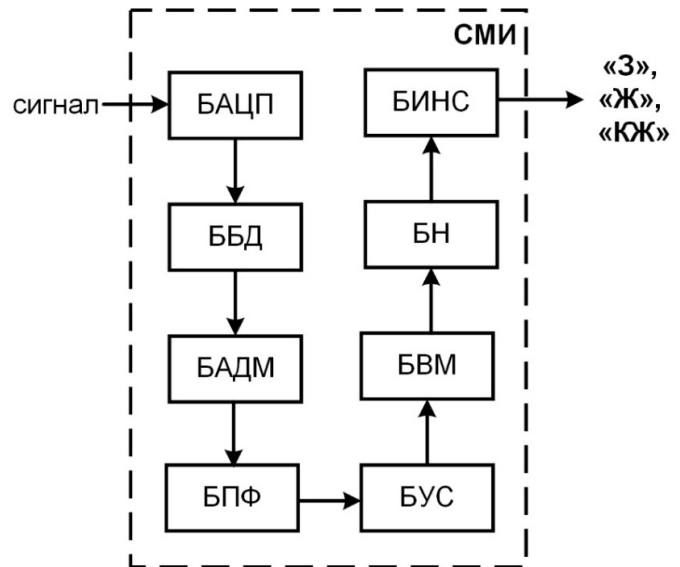 СМИ
сигнал
БАЦП
БИНС
«З»,
«Ж»,
«КЖ»
ББД
БН
БАДМ
БВМ
БПФ
БУС